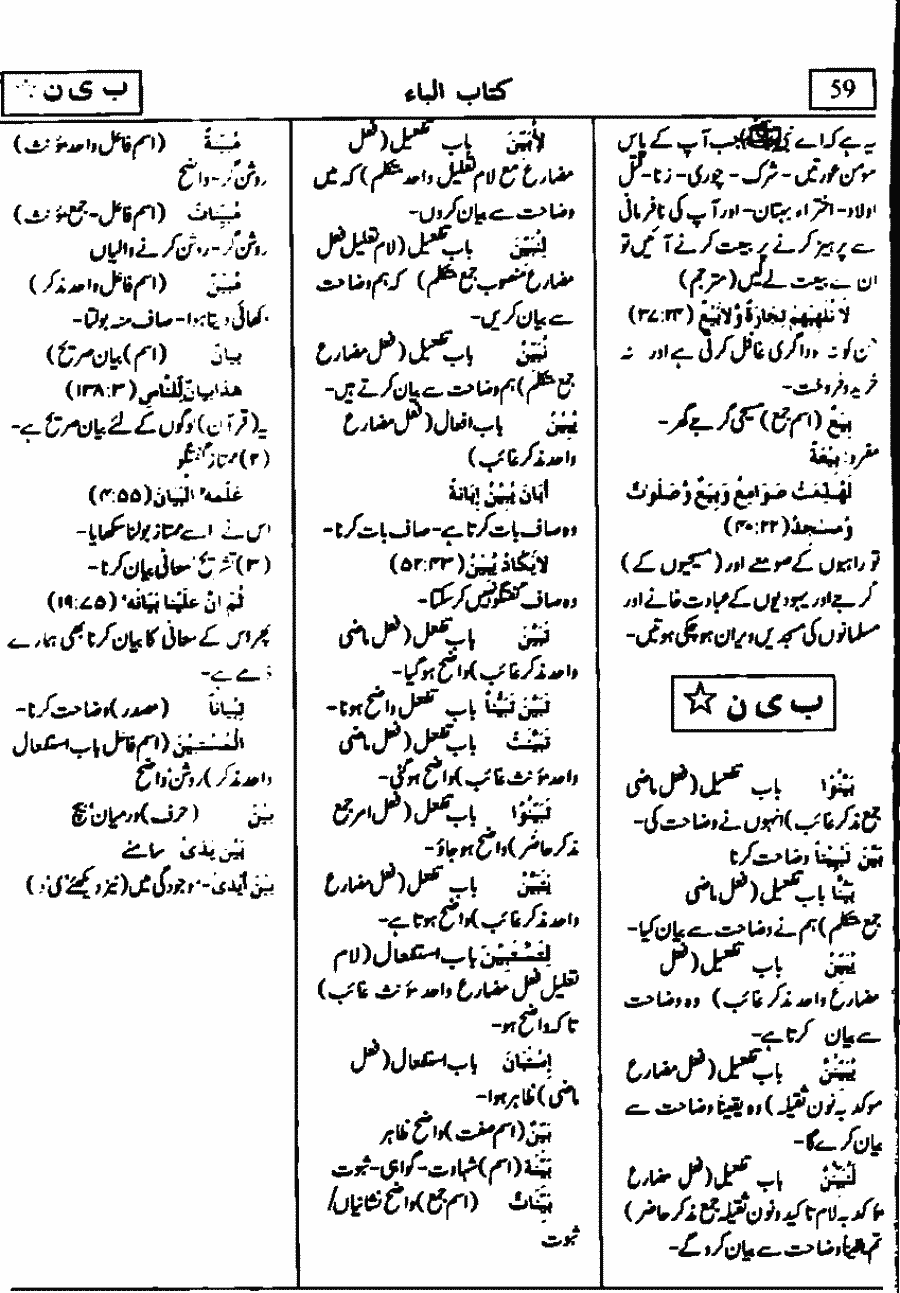 59
کتاب الباء
ب ی ن ☆
یہ ہے کہ اے نبی جب آپ کے پاس
مومن عورتیں - شرک - چوری - زنا - قتل
اولاد - افتراء و بہتان - اور آپ کی نافرمانی
سے پرہیز کرنے پر بیعت کرنے آئیں تو
ان سے بیعت لے لیں (مترجم)
لَا تُلْهِيهِمْ تِجَارَةٌ وَّلَا بَيْعٌ (۳۷:۲۴)
جن کو نہ سوداگری غافل کرتی ہے اور نہ
خرید و فروخت-
بِيَعٌ (اسم جمع) مسیحی گرجے گھر-
مفرد: بِيْعَةٌ
لَهُدِّمَتْ صَوَامِعُ وَبِيَعٌ وَّصَلَوٰتٌ
وَّمَسٰجِدُ (۴۰:۲۲)
تو راہبوں کے صومعے اور (مسیحیوں کے)
گرجے اور یہودیوں کے عبادت خانے اور
مسلمانوں کی مسجدیں ویران ہو چکی ہوتیں-
ب ی ن ☆
بَيَّنُوْا باب تفعیل (فعل ماضی
جمع مذکر غائب) انہوں نے وضاحت کی-
بَيَّنَ تَبْيِيْناً وضاحت کرنا
بَيَّنَّا باب تفعیل (فعل ماضی
جمع متکلم) ہم نے وضاحت سے بیان کیا-
يُبَيِّنُ باب تفعیل (فعل
مضارع واحد مذکر غائب) وہ وضاحت
سے بیان کرتا ہے-
يُبَيِّنَنَّ باب تفعیل (فعل مضارع
موکد بہ نون ثقیلہ) وہ یقیناً وضاحت سے
بیان کرے گا-
لَتُبَيِّنُنَّ باب تفعیل (فعل مضارع
موکد بہ لام تاکید و نون ثقیلہ جمع مذکر حاضر)
تم یقیناً وضاحت سے بیان کرو گے-
لِأُبَيِّنَ باب تفعیل (فعل
مضارع مع لام تعلیل واحد متکلم) کہ میں
وضاحت سے بیان کروں-
لِنُبَيِّنَ باب تفعیل (لام تعلیل فعل
مضارع منصوب جمع متکلم) کہ ہم وضاحت
سے بیان کریں-
نُبَيِّنُ باب تفعیل (فعل مضارع
جمع متکلم) ہم وضاحت سے بیان کرتے ہیں-
يُبِيْنُ باب افعال (فعل مضارع
واحد مذکر غائب)
أَبَانَ يُبِيْنُ إِبَانَةً
وہ صاف بات کرتا ہے - صاف بات کرنا-
لَا يَكَادُ يُبِيْنُ (۵۲:۴۳)
وہ صاف گفتگو نہیں کر سکتا-
تَبَيَّنَ باب تفعل (فعل ماضی
واحد مذکر غائب) واضح ہو گیا-
تَبَيَّنَ تَبَيُّناً باب تفعل واضح ہونا-
تَبَيَّنَتْ باب تفعل (فعل ماضی
واحد مؤنث غائب) واضح ہو گئی-
تَبَيَّنُوْا باب تفعل (فعل امر جمع
مذکر حاضر) واضح ہو جاؤ-
يَتَبَيَّنُ باب تفعل (فعل مضارع
واحد مذکر غائب) واضح ہوتا ہے-
لِتَسْتَبِيْنَ باب استفعال (لام
تعلیل فعل مضارع واحد مؤنث غائب)
تاکہ واضح ہو-
اِسْتَبَانَ باب استفعال (فعل
ماضی) ظاہر ہوا-
بَيِّنٌ (اسم صفت) واضح ظاہر
بَيِّنَة (اسم) شہادت - گواہی - ثبوت
بَيِّنَاتٌ (اسم جمع) واضح نشانیاں/
ثبوت
مُبَيِّنَةٌ (اسم فاعل واحد مؤنث)
روشن گر - واضح
مُبَيِّنَاتٌ (اسم فاعل - جمع مؤنث)
روشن گر - روشن کرنے والیاں
مُبِيْنٌ (اسم فاعل واحد مذکر)
دکھائی دیتا ہوا - صاف منہ بولتا-
بَيَانٌ (اسم) بیان صریح)
هٰذَا بَيَانٌ لِّلنَّاسِ (۱۳۸:۳)
یہ (قرآن) لوگوں کے لئے بیان صریح ہے-
(۲) ممتاز گفتگو
عَلَّمَهُ الْبَيَانَ (۴:۵۵)
اس نے اسے ممتاز بولنا سکھایا-
(۳) تشریح معانی بیان کرنا-
ثُمَّ اِنَّ عَلَيْنَا بَيَانَهٗ (۱۹:۷۵)
پھر اس کے معانی کا بیان کرنا بھی ہمارے
ذمے ہے-
تِبْيَاناً (مصدر) وضاحت کرنا-
الْمُسْتَبِيْنَ (اسم فاعل باب استفعال
واحد مذکر) روشن واضح
بَيْنَ (حرف) درمیان بیچ
بَيْنَ يَدَيْ سامنے
بَيْنَ أَيْدِيْ - موجودگی میں (نیز دیکھئے ی د)